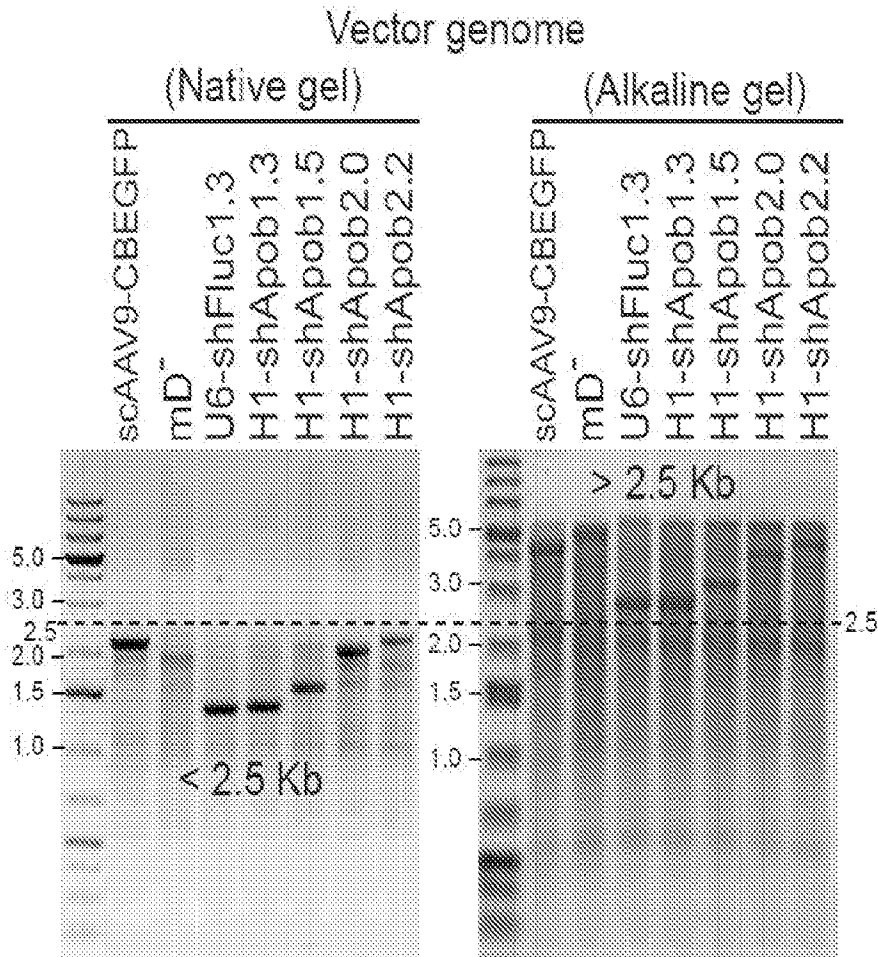 Vector genome
(Native gel)
(Alkaline gel)
scAAV9-CBEGFP
mD⁻
U6-shFluc1.3
H1-shApob1.3
H1-shApob1.5
H1-shApob2.0
H1-shApob2.2
scAAV9-CBEGFP
mD⁻
U6-shFluc1.3
H1-shApob1.3
H1-shApob1.5
H1-shApob2.0
H1-shApob2.2
5.0
3.0
2.5
2.0
1.5
1.0
< 2.5 Kb
> 2.5 Kb
5.0
3.0
2.0
1.5
1.0
2.5